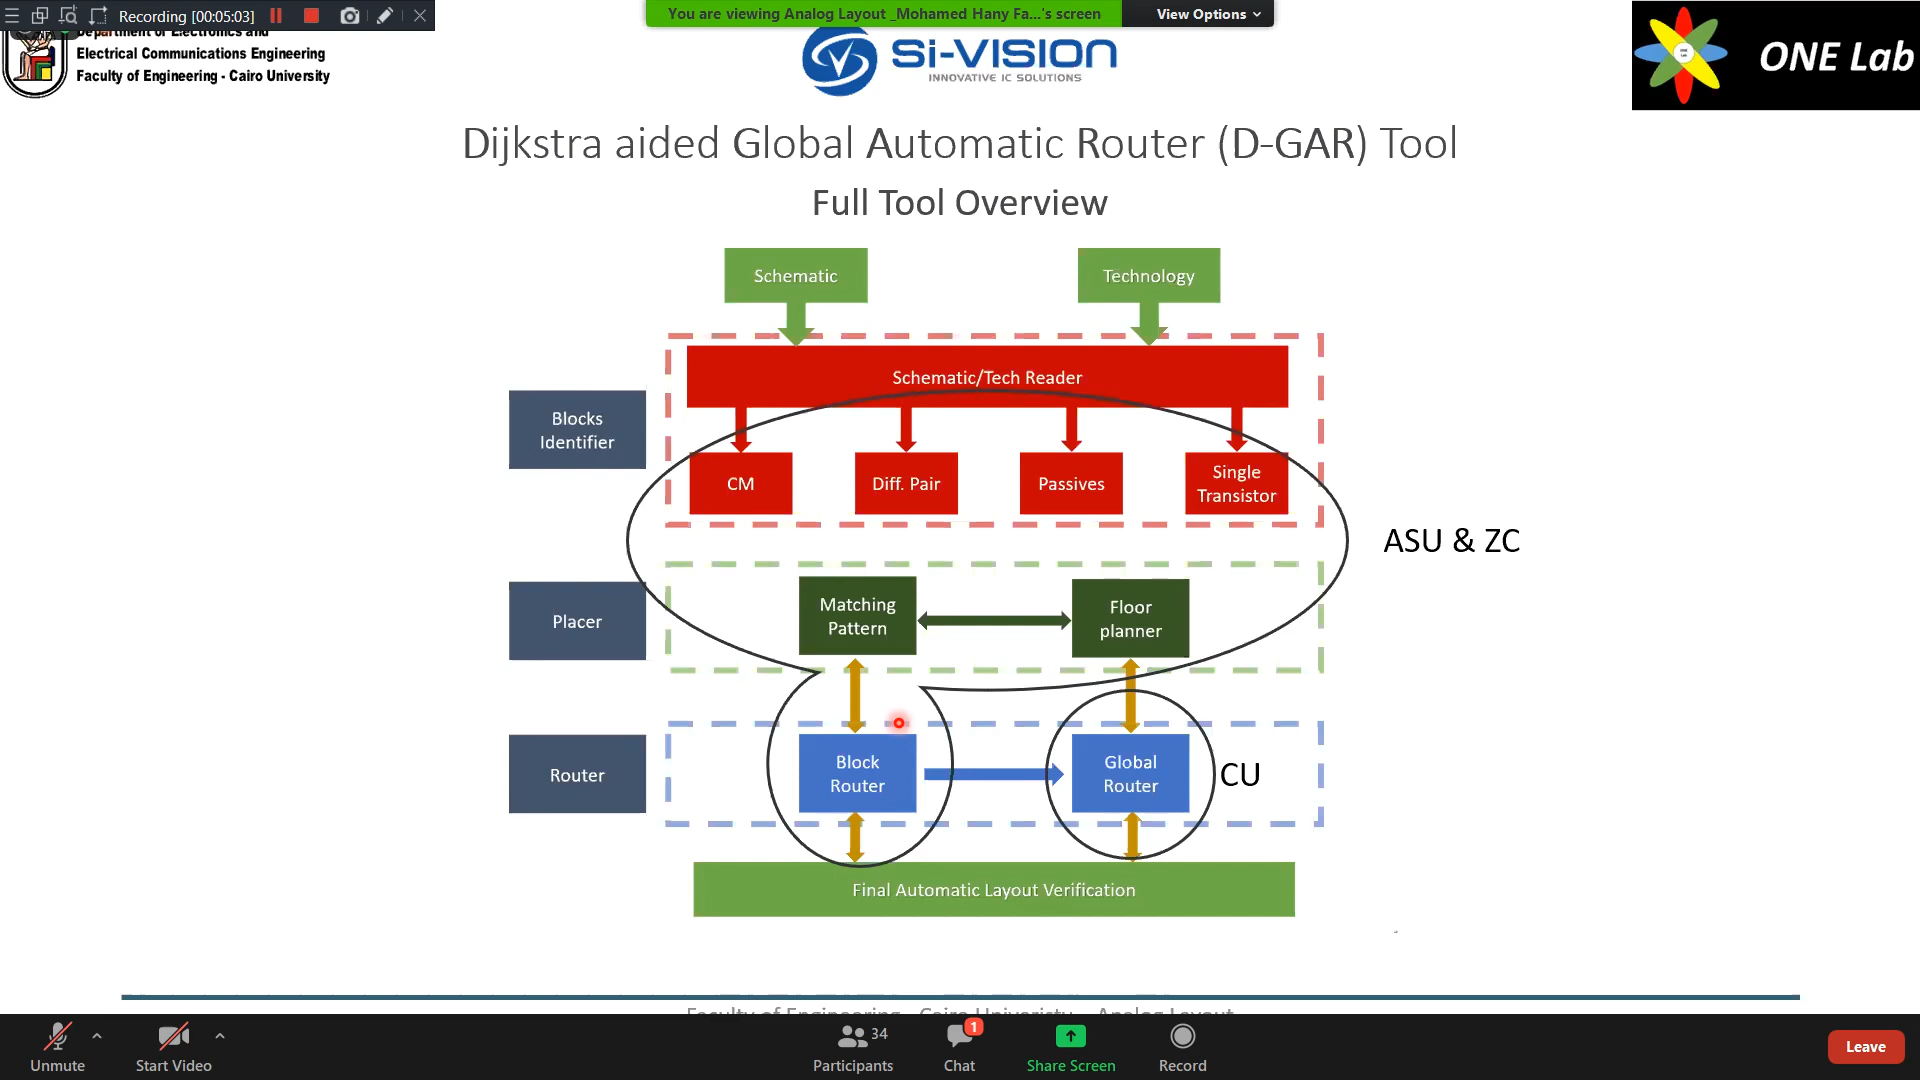 Recording [00:05:03]
You are viewing Analog Layout _Mohamed Hany Fa...'s screen
View Options
Department of Electronics and
Electrical Communications Engineering
Faculty of Engineering - Cairo University
Si-VISION
INNOVATIVE IC SOLUTIONS
ONE Lab
Dijkstra aided Global Automatic Router (D-GAR) Tool
Full Tool Overview
Schematic
Technology
Schematic/Tech Reader
Blocks
Identifier
CM
Diff. Pair
Passives
Single
Transistor
ASU & ZC
Placer
Matching
Pattern
Floor
planner
Router
Block
Router
Global
Router
CU
Final Automatic Layout Verification
Faculty of Engineering - Cairo Univeristy - Analog Layout
Unmute
Start Video
34
Participants
1
Chat
Share Screen
Record
Leave